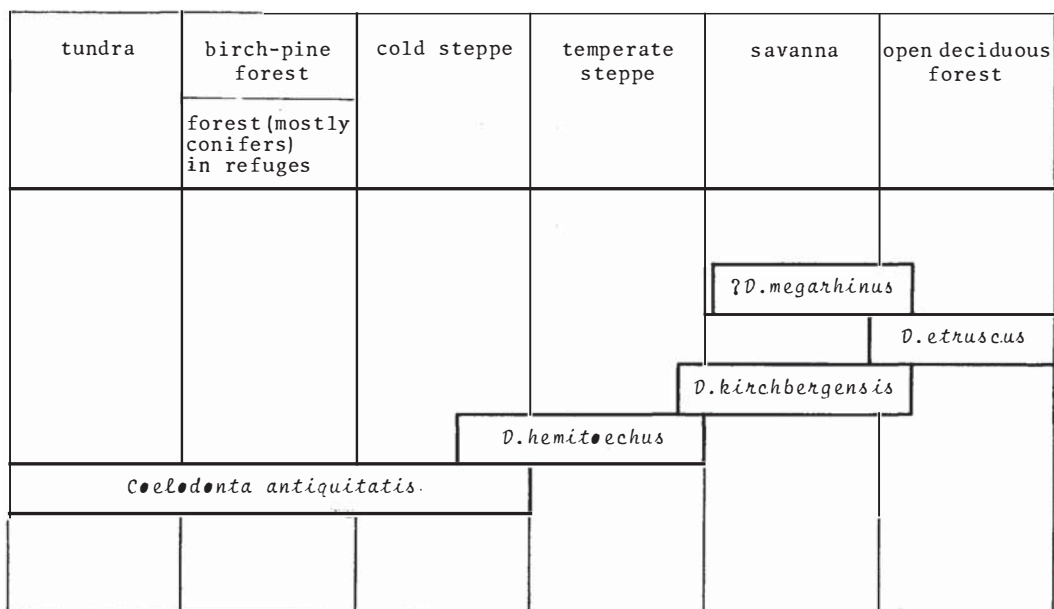 tundra
birch-pine
forest
forest (mostly
conifers)
in refuges
cold steppe
temperate
steppe
savanna
open deciduous
forest
?D.megarhinus
D.etruscus
D.kirchbergensis
D.hemitoechus
Coelodonta antiquitatis.